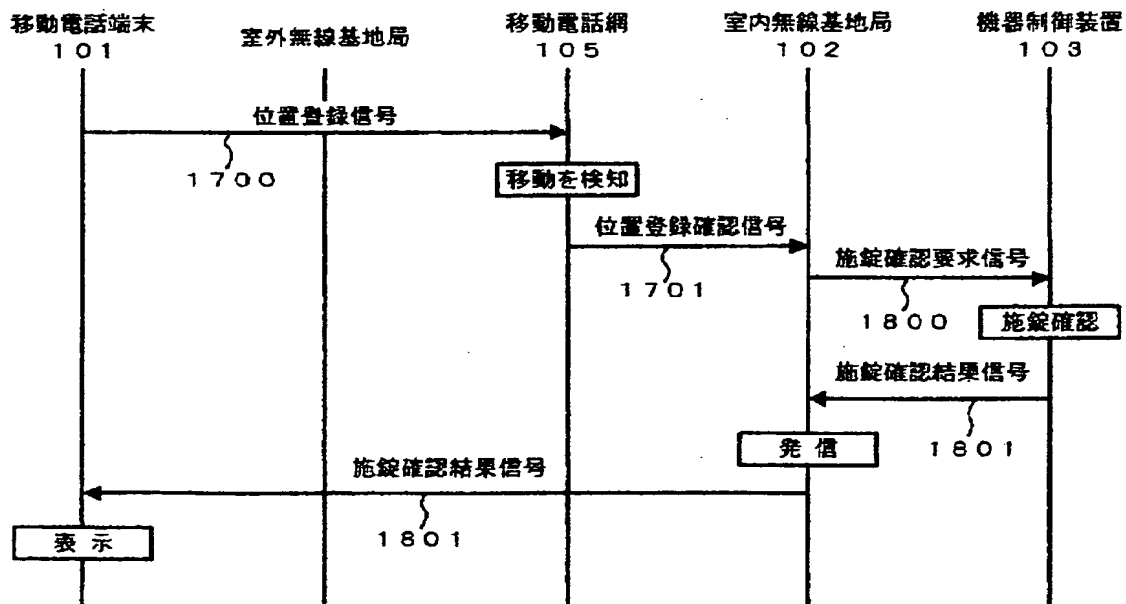 移動電話端末
１０１
室外無線基地局
移動電話網
１０５
室内無線基地局
１０２
機器制御装置
１０３
位置登録信号
１７００
移動を検知
位置登録確認信号
１７０１
施錠確認要求信号
１８００
施錠確認
施錠確認結果信号
１８０１
発信
施錠確認結果信号
１８０１
表示